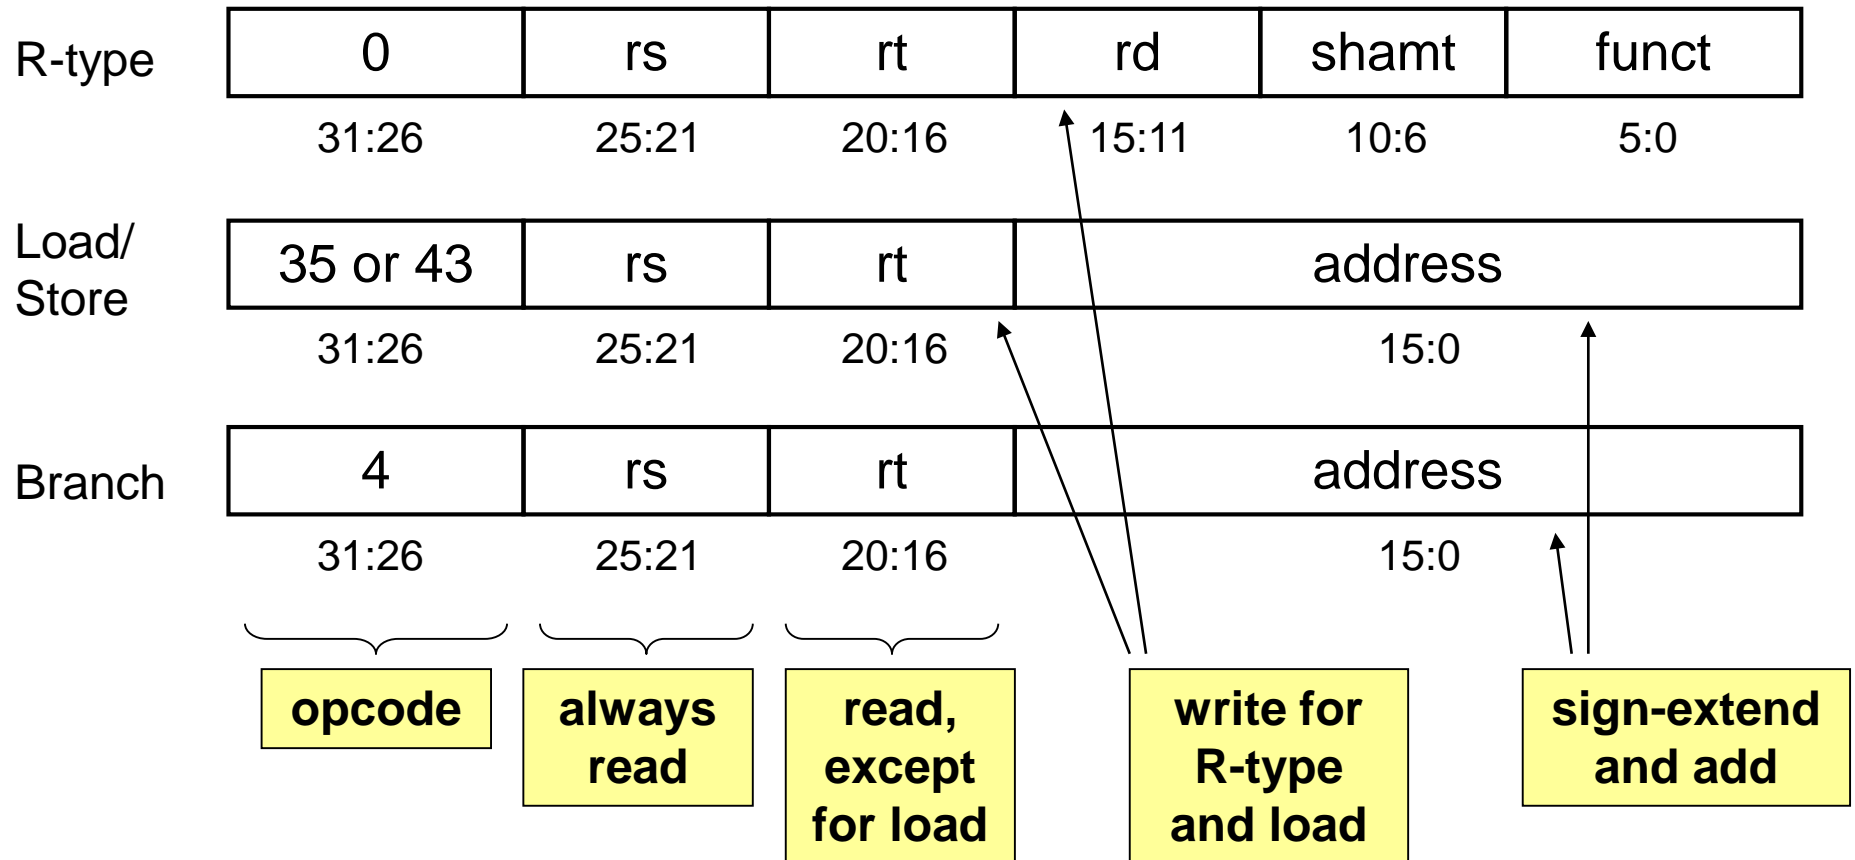 R-type 0 rs rt rd shamt funct
31:26 25:21 20:16 15:11 10:6 5:0
Load/
Store
35 or 43 rs rt address
31:26 25:21 20:16 15:0
Branch 4 rs rt address
31:26 25:21 20:16 15:0
opcode
always
read
read,
except
for load
write for
R-type
and load
sign-extend
and add